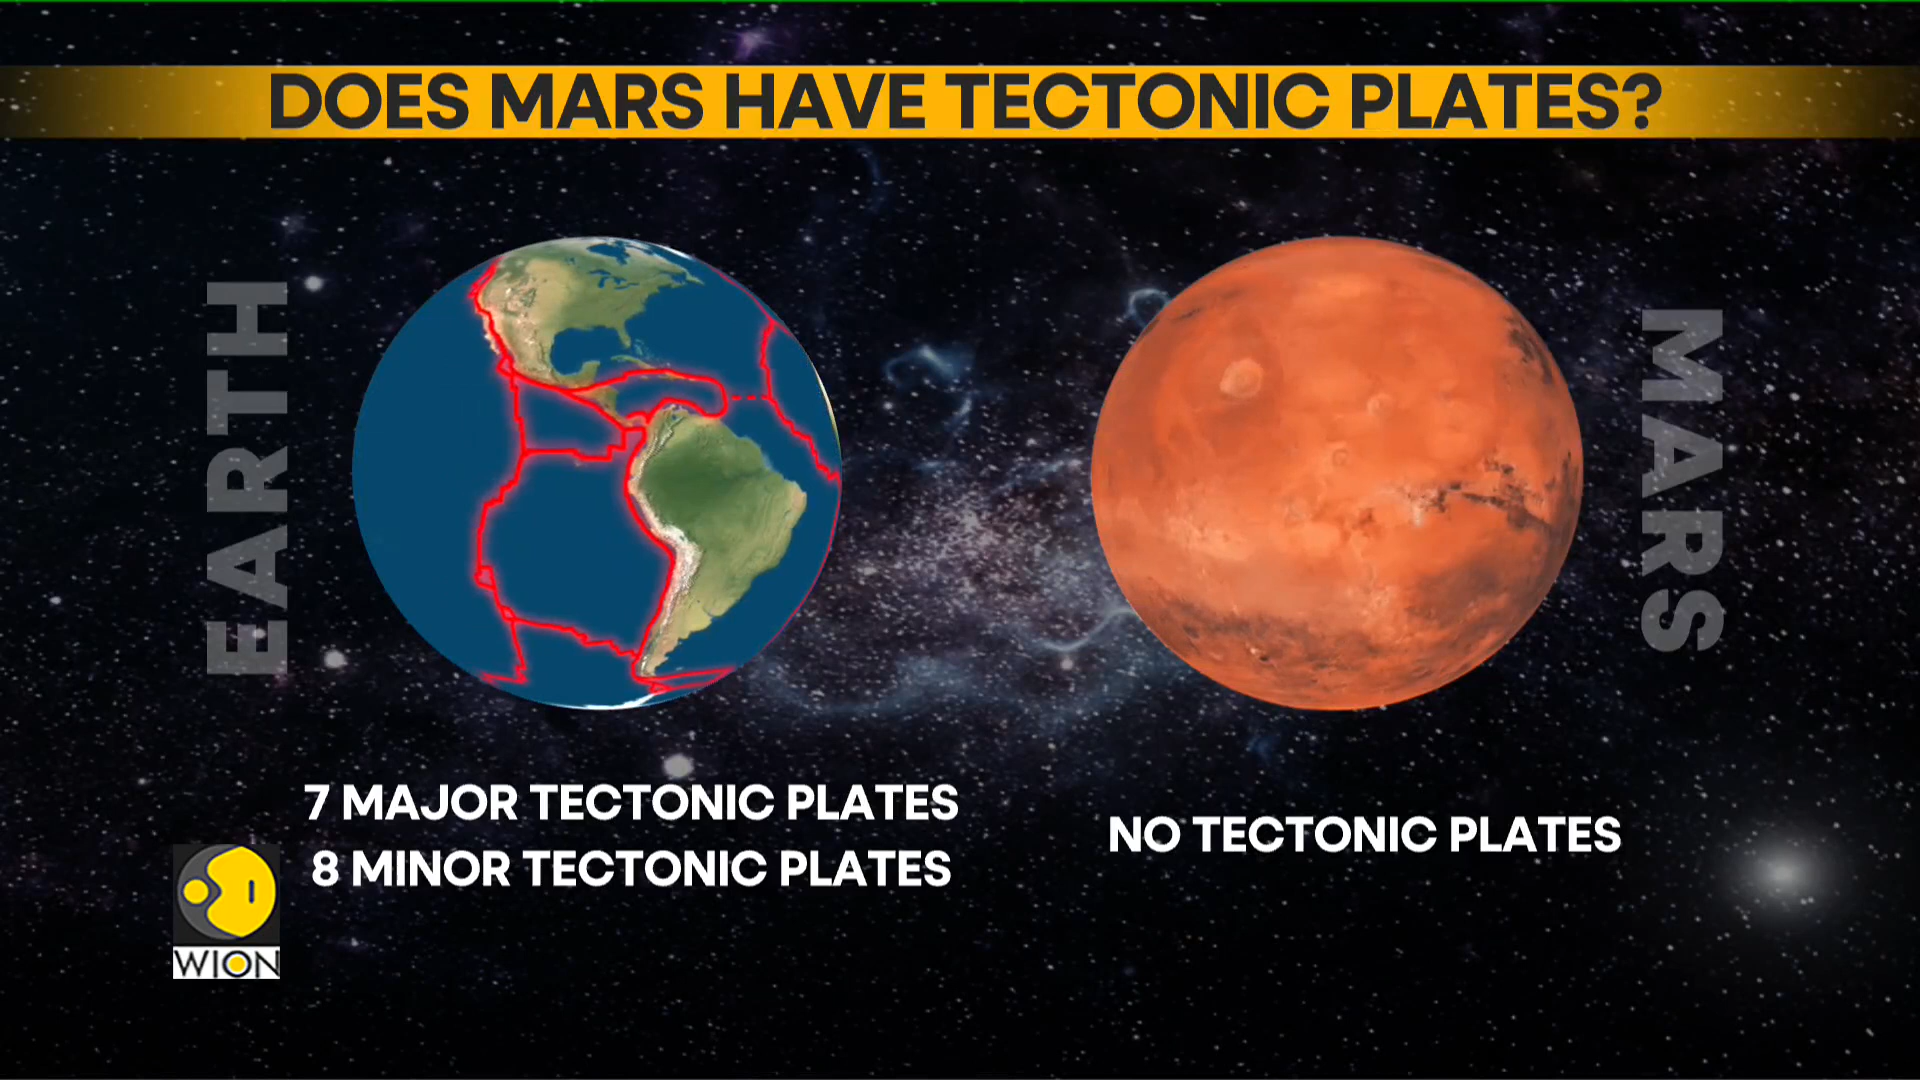 DOES MARS HAVE TECTONIC PLATES?
EARTH
MARS
7 MAJOR TECTONIC PLATES
8 MINOR TECTONIC PLATES
NO TECTONIC PLATES
WION